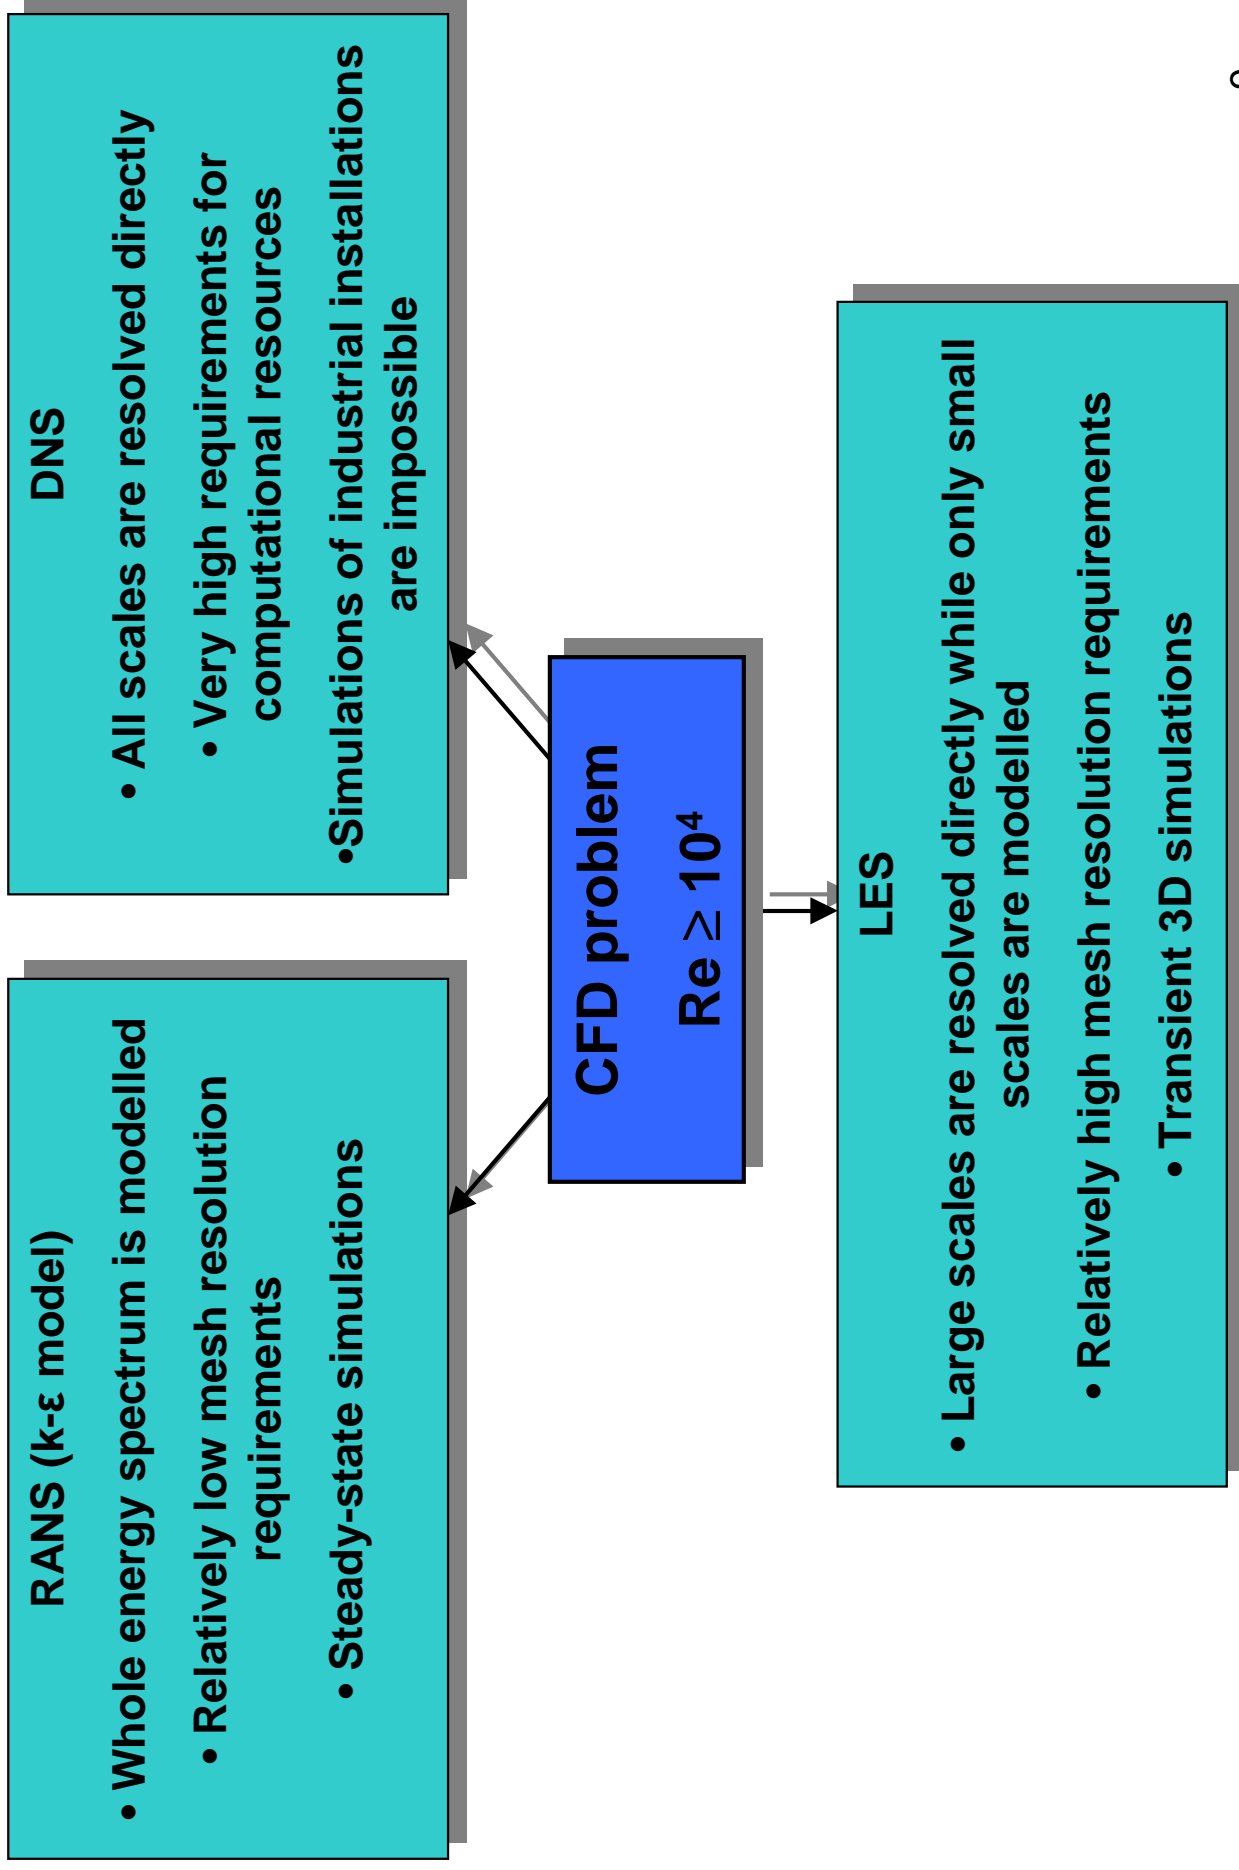 RANS (k-ε model)
• Whole energy spectrum is modelled
• Relatively low mesh resolution
requirements
• Steady-state simulations
DNS
• All scales are resolved directly
• Very high requirements for
computational resources
•Simulations of industrial installations
are impossible
CFD problem
Re ≥ 10⁴
LES
• Large scales are resolved directly while only small
scales are modelled
• Relatively high mesh resolution requirements
• Transient 3D simulations